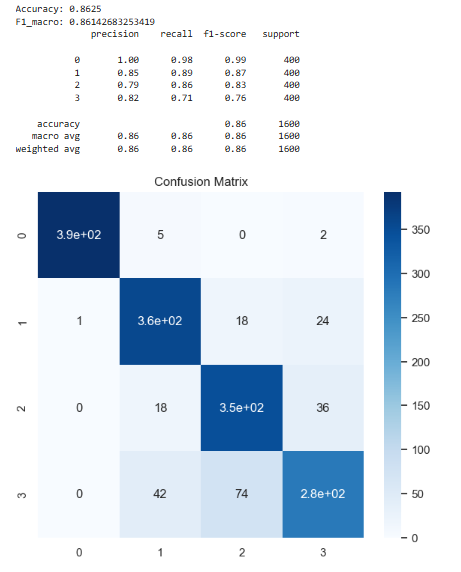 Accuracy: 0.8625
F1_macro: 0.86142683253419
precision recall f1-score support
0 1.00 0.98 0.99 400
1 0.85 0.89 0.87 400
2 0.79 0.86 0.83 400
3 0.82 0.71 0.76 400
accuracy 0.86 1600
macro avg 0.86 0.86 0.86 1600
weighted avg 0.86 0.86 0.86 1600
Confusion Matrix
0 3.9e+02 5 0 2
1 1 3.6e+02 18 24
2 0 18 3.5e+02 36
3 0 42 74 2.8e+02
0 1 2 3
350
300
250
200
150
100
50
0